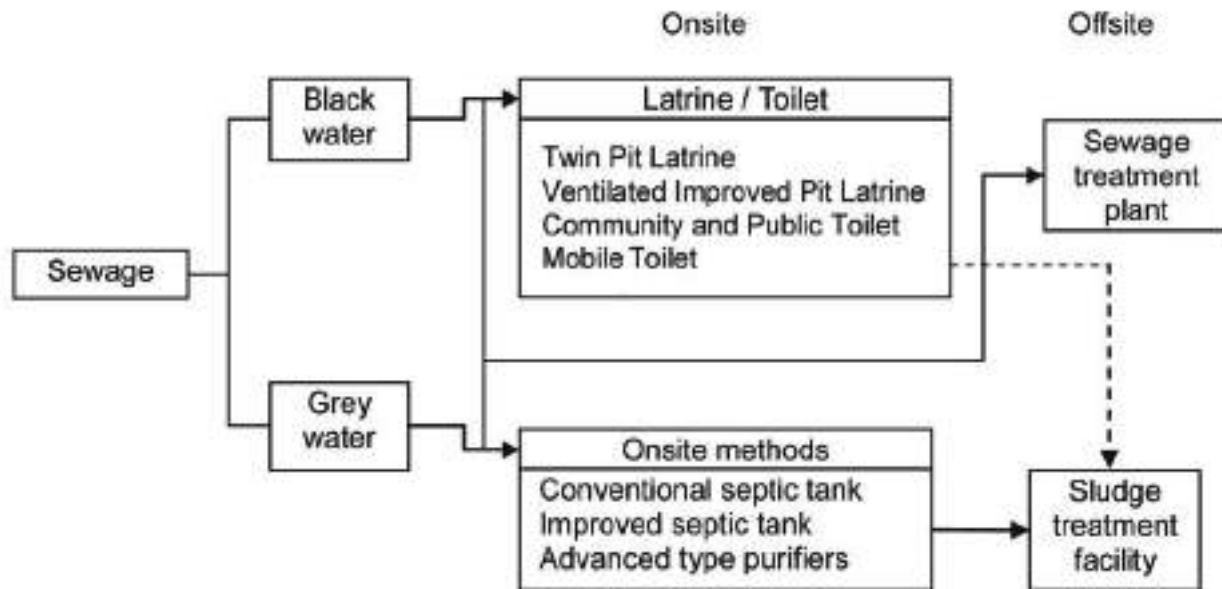 Onsite
Offsite
Black
water
Latrine / Toilet
Twin Pit Latrine
Ventilated Improved Pit Latrine
Community and Public Toilet
Mobile Toilet
Sewage
treatment
plant
Sewage
Grey
water
Onsite methods
Conventional septic tank
Improved septic tank
Advanced type purifiers
Sludge
treatment
facility